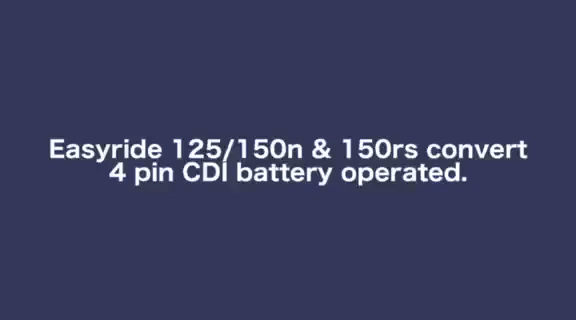 Easyride 125/150n & 150rs convert
4 pin CDI battery operated.